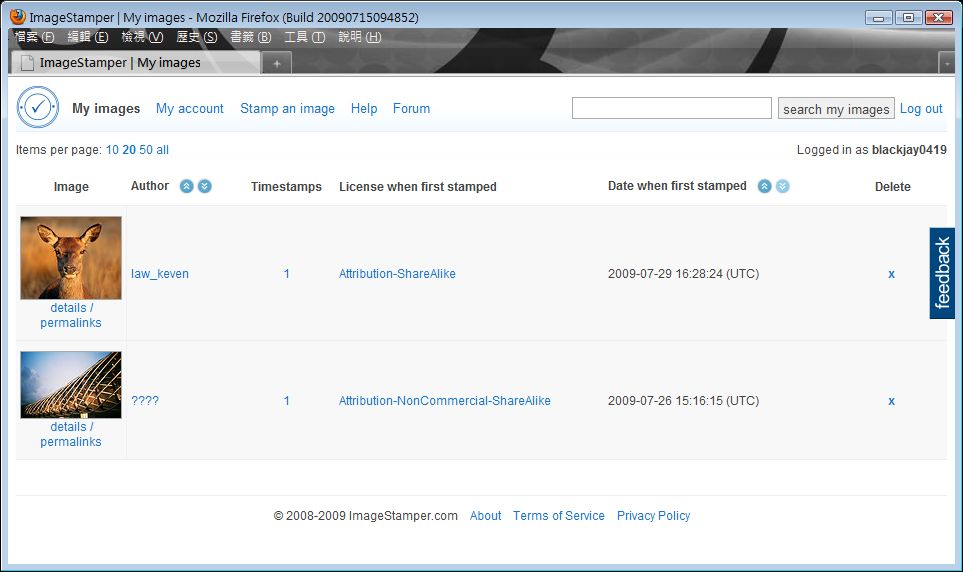 ImageStamper | My images - Mozilla Firefox (Build 20090715094852)
檔案 (F) 編輯 (E) 檢視 (V) 歷史 (S) 書籤 (B) 工具 (T) 說明 (H)
ImageStamper | My images
My images My account Stamp an image Help Forum search my images Log out
Items per page: 10 20 50 all Logged in as blackjay0419
Image Author Timestamps License when first stamped Date when first stamped Delete
law_keven 1 Attribution-ShareAlike 2009-07-29 16:28:24 (UTC) x
details /
permalinks
feedback
???? 1 Attribution-NonCommercial-ShareAlike 2009-07-26 15:16:15 (UTC) x
details /
permalinks
© 2008-2009 ImageStamper.com About Terms of Service Privacy Policy